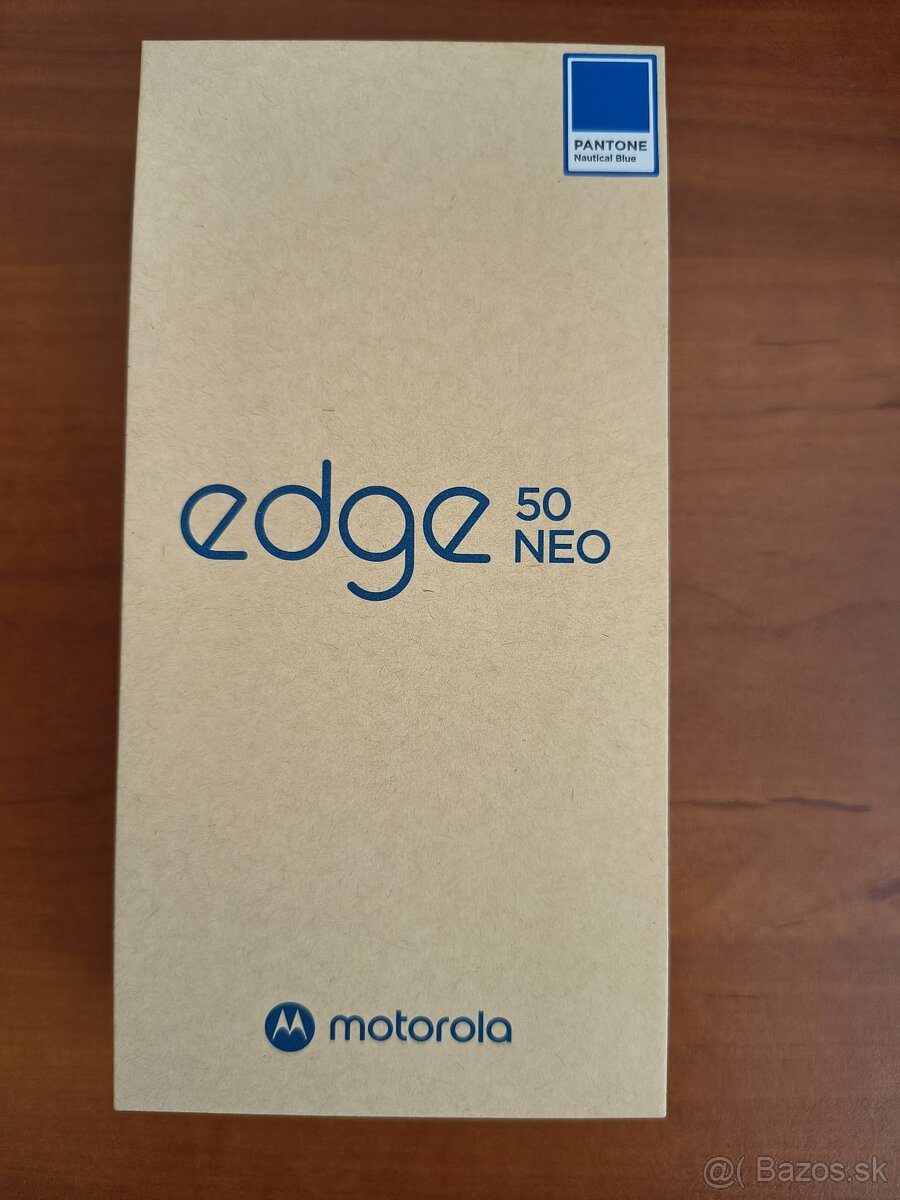 PANTONE
Nautical Blue
edge 50 NEO
motorola
@( Bazos.sk